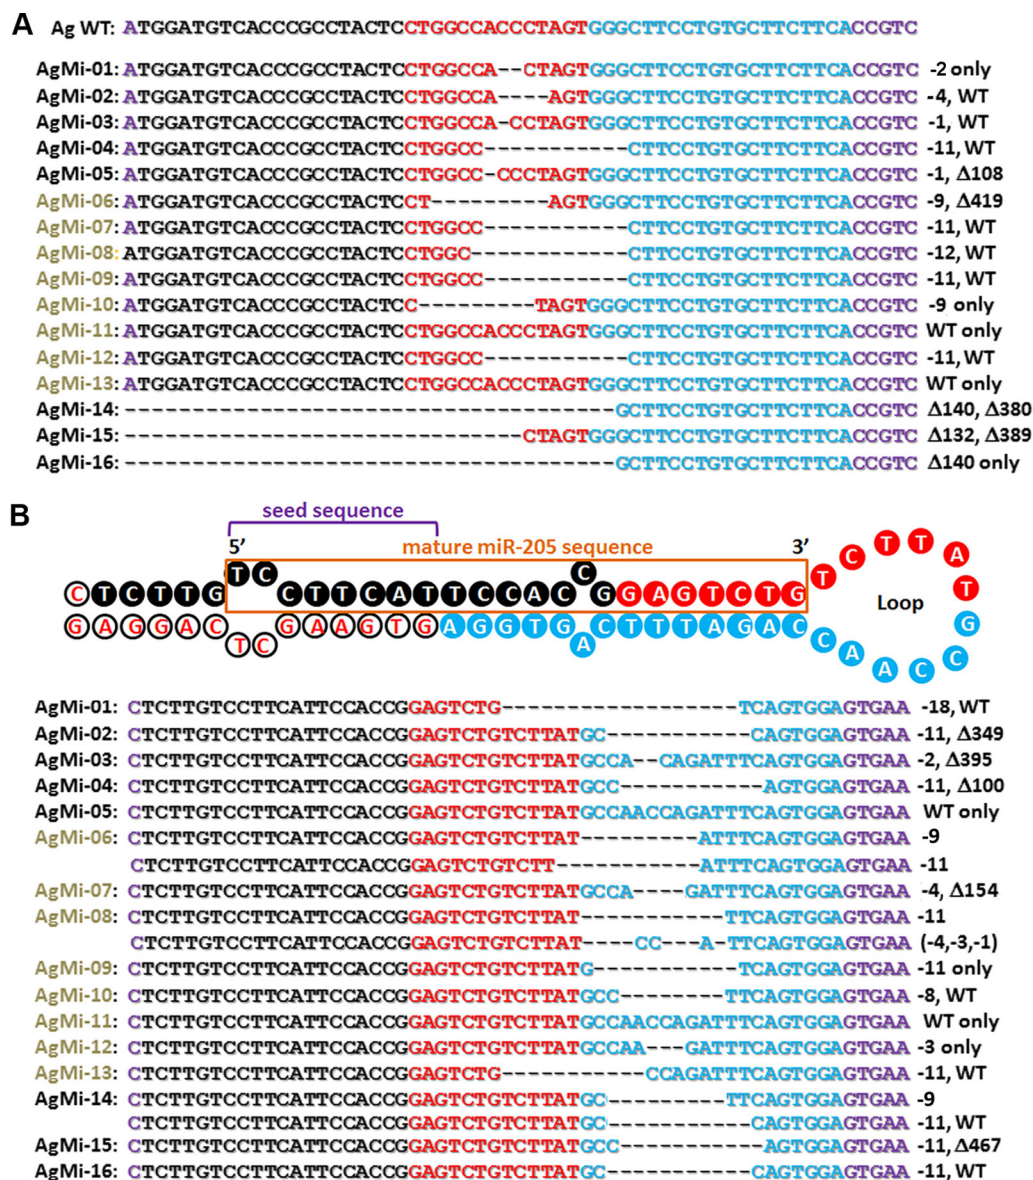 A Ag WT: ATGGATGTCACCCGCCTACTCCTGGCCACCCTAGTGGGCTTCCTGTGCTTCTTCACCGTC
AgMi-01: ATGGATGTCACCCGCCTACTCCTGGCCA--CTAGTGGGCTTCCTGTGCTTCTTCACCGTC -2 only
AgMi-02: ATGGATGTCACCCGCCTACTCCTGGCCA----AGTGGGCTTCCTGTGCTTCTTCACCGTC -4, WT
AgMi-03: ATGGATGTCACCCGCCTACTCCTGGCCA-CCTAGTGGGCTTCCTGTGCTTCTTCACCGTC -1, WT
AgMi-04: ATGGATGTCACCCGCCTACTCCTGGCC-----------CTTCCTGTGCTTCTTCACCGTC -11, WT
AgMi-05: ATGGATGTCACCCGCCTACTCCTGGCC-CCCTAGTGGGCTTCCTGTGCTTCTTCACCGTC -1, Δ108
AgMi-06: ATGGATGTCACCCGCCTACTCCT---------AGTGGGCTTCCTGTGCTTCTTCACCGTC -9, Δ419
AgMi-07: ATGGATGTCACCCGCCTACTCCTGGCC-----------CTTCCTGTGCTTCTTCACCGTC -11, WT
AgMi-08: ATGGATGTCACCCGCCTACTCCTGGC------------CTTCCTGTGCTTCTTCACCGTC -12, WT
AgMi-09: ATGGATGTCACCCGCCTACTCCTGGCC-----------CTTCCTGTGCTTCTTCACCGTC -11, WT
AgMi-10: ATGGATGTCACCCGCCTACTCC---------TAGTGGGCTTCCTGTGCTTCTTCACCGTC -9 only
AgMi-11: ATGGATGTCACCCGCCTACTCCTGGCCACCCTAGTGGGCTTCCTGTGCTTCTTCACCGTC WT only
AgMi-12: ATGGATGTCACCCGCCTACTCCTGGCC-----------CTTCCTGTGCTTCTTCACCGTC -11, WT
AgMi-13: ATGGATGTCACCCGCCTACTCCTGGCCACCCTAGTGGGCTTCCTGTGCTTCTTCACCGTC WT only
AgMi-14: -------------------------------------GCTTCCTGTGCTTCTTCACCGTC Δ140, Δ380
AgMi-15: ------------------------------CTAGTGGGCTTCCTGTGCTTCTTCACCGTC Δ132, Δ389
AgMi-16: -------------------------------------GCTTCCTGTGCTTCTTCACCGTC Δ140 only
B seed sequence
5’ mature miR-205 sequence 3’
C T C T T G T C C T T C A T T C C A C C G G A G T C T G T C T T A T
Loop
G A G G A C T C G A A G T G A G G T G A C T T T A G A C C A A C C G
AgMi-01: CTCTTGTCCTTCATTCCACCGGAGTCTG------------------TCAGTGGAGTGAA -18, WT
AgMi-02: CTCTTGTCCTTCATTCCACCGGAGTCTGTCTTATGC-----------CAGTGGAGTGAA -11, Δ349
AgMi-03: CTCTTGTCCTTCATTCCACCGGAGTCTGTCTTATGCCA--CAGATTTCAGTGGAGTGAA -2, Δ395
AgMi-04: CTCTTGTCCTTCATTCCACCGGAGTCTGTCTTATGCC-----------AGTGGAGTGAA -11, Δ100
AgMi-05: CTCTTGTCCTTCATTCCACCGGAGTCTGTCTTATGCCAACCAGATTTCAGTGGAGTGAA WT only
AgMi-06: CTCTTGTCCTTCATTCCACCGGAGTCTGTCTTAT---------ATTTCAGTGGAGTGAA -9
CTCTTGTCCTTCATTCCACCGGAGTCTGTCTT-----------ATTTCAGTGGAGTGAA -11
AgMi-07: CTCTTGTCCTTCATTCCACCGGAGTCTGTCTTATGCCA----GATTTCAGTGGAGTGAA -4, Δ154
AgMi-08: CTCTTGTCCTTCATTCCACCGGAGTCTGTCTTAT-----------TTCAGTGGAGTGAA -11
CTCTTGTCCTTCATTCCACCGGAGTCTGTCTTAT----CC---A-TTCAGTGGAGTGAA (-4,-3,-1)
AgMi-09: CTCTTGTCCTTCATTCCACCGGAGTCTGTCTTATG-----------TCAGTGGAGTGAA -11 only
AgMi-10: CTCTTGTCCTTCATTCCACCGGAGTCTGTCTTATGCC--------TTCAGTGGAGTGAA -8, WT
AgMi-11: CTCTTGTCCTTCATTCCACCGGAGTCTGTCTTATGCCAACCAGATTTCAGTGGAGTGAA WT only
AgMi-12: CTCTTGTCCTTCATTCCACCGGAGTCTGTCTTATGCCAA---GATTTCAGTGGAGTGAA -3 only
AgMi-13: CTCTTGTCCTTCATTCCACCGGAGTCTG-----------CCAGATTTCAGTGGAGTGAA -11, WT
AgMi-14: CTCTTGTCCTTCATTCCACCGGAGTCTGTCTTATGC---------TTCAGTGGAGTGAA -9
CTCTTGTCCTTCATTCCACCGGAGTCTGTCTTATGC-----------CAGTGGAGTGAA -11, WT
AgMi-15: CTCTTGTCCTTCATTCCACCGGAGTCTGTCTTATGCC-----------AGTGGAGTGAA -11, Δ467
AgMi-16: CTCTTGTCCTTCATTCCACCGGAGTCTGTCTTATGC-----------CAGTGGAGTGAA -11, WT